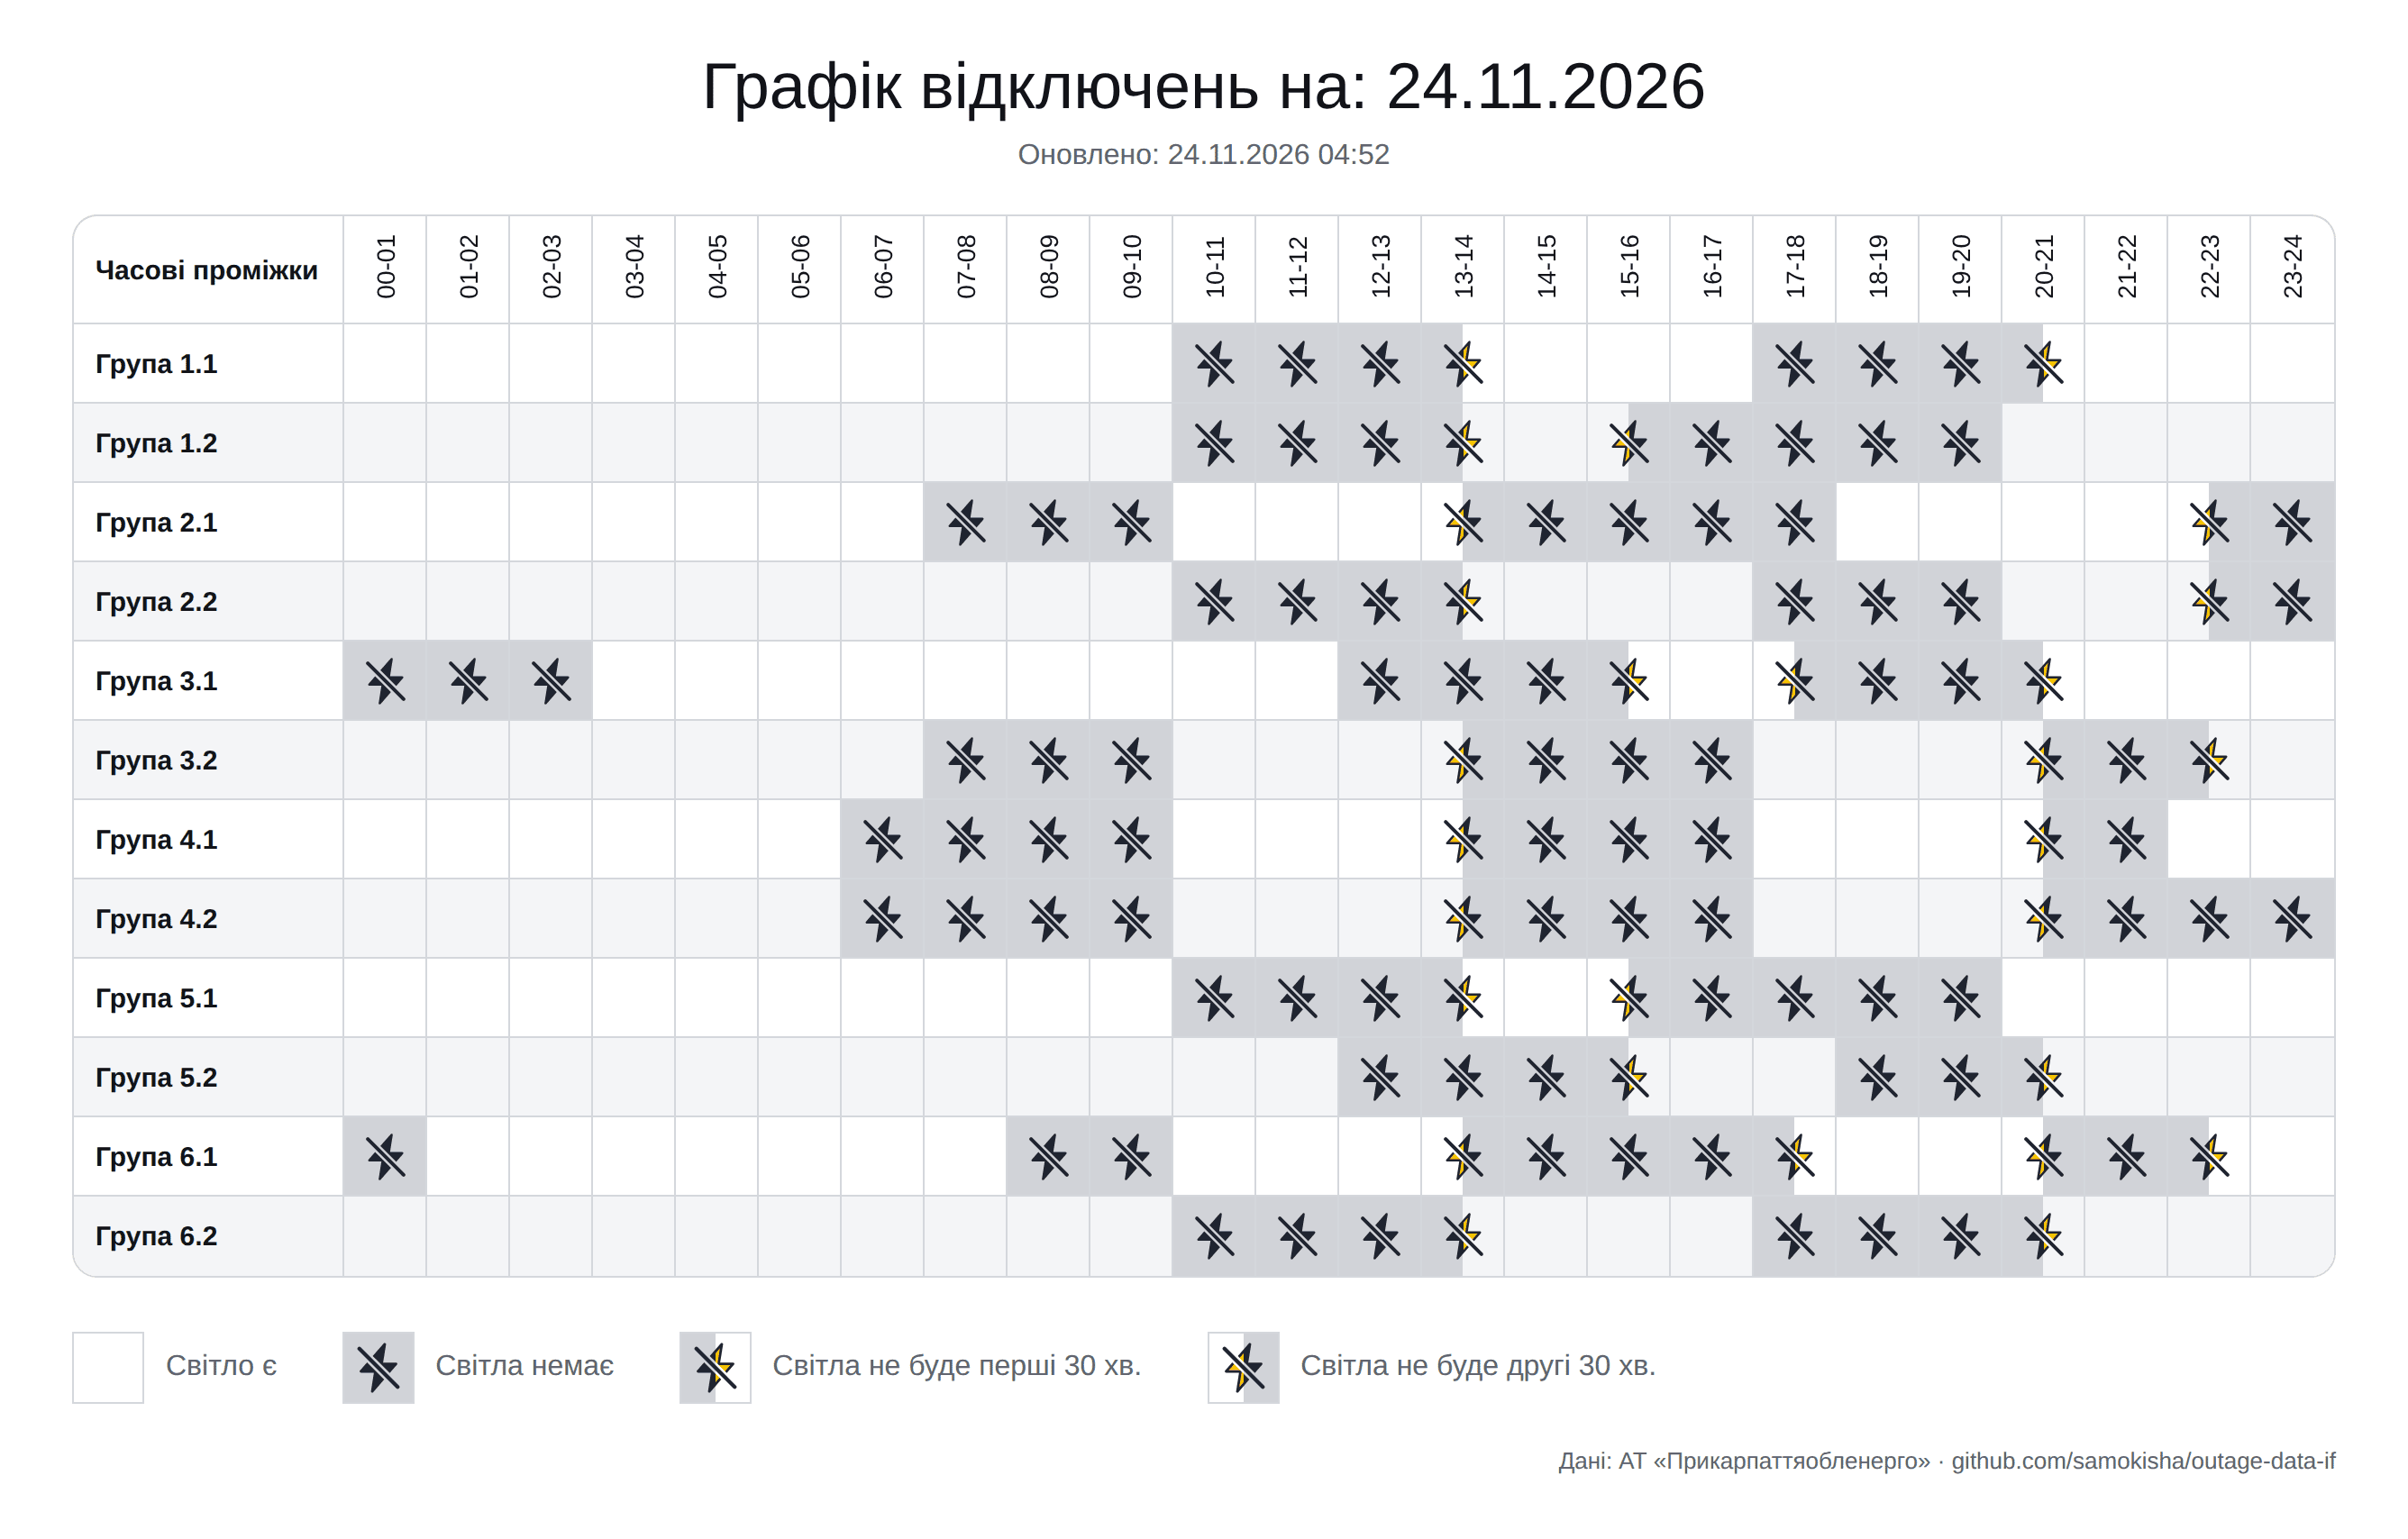 Графік відключень на: 24.11.2026
Оновлено: 24.11.2026 04:52
Часові проміжки 00-01 01-02 02-03 03-04 04-05 05-06 06-07 07-08 08-09 09-10 10-11 11-12 12-13 13-14 14-15 15-16 16-17 17-18 18-19 19-20 20-21 21-22 22-23 23-24
Група 1.1
Група 1.2
Група 2.1
Група 2.2
Група 3.1
Група 3.2
Група 4.1
Група 4.2
Група 5.1
Група 5.2
Група 6.1
Група 6.2
Світло є Світла немає Світла не буде перші 30 хв. Світла не буде другі 30 хв.
Дані: АТ «Прикарпаттяобленерго» · github.com/samokisha/outage-data-if